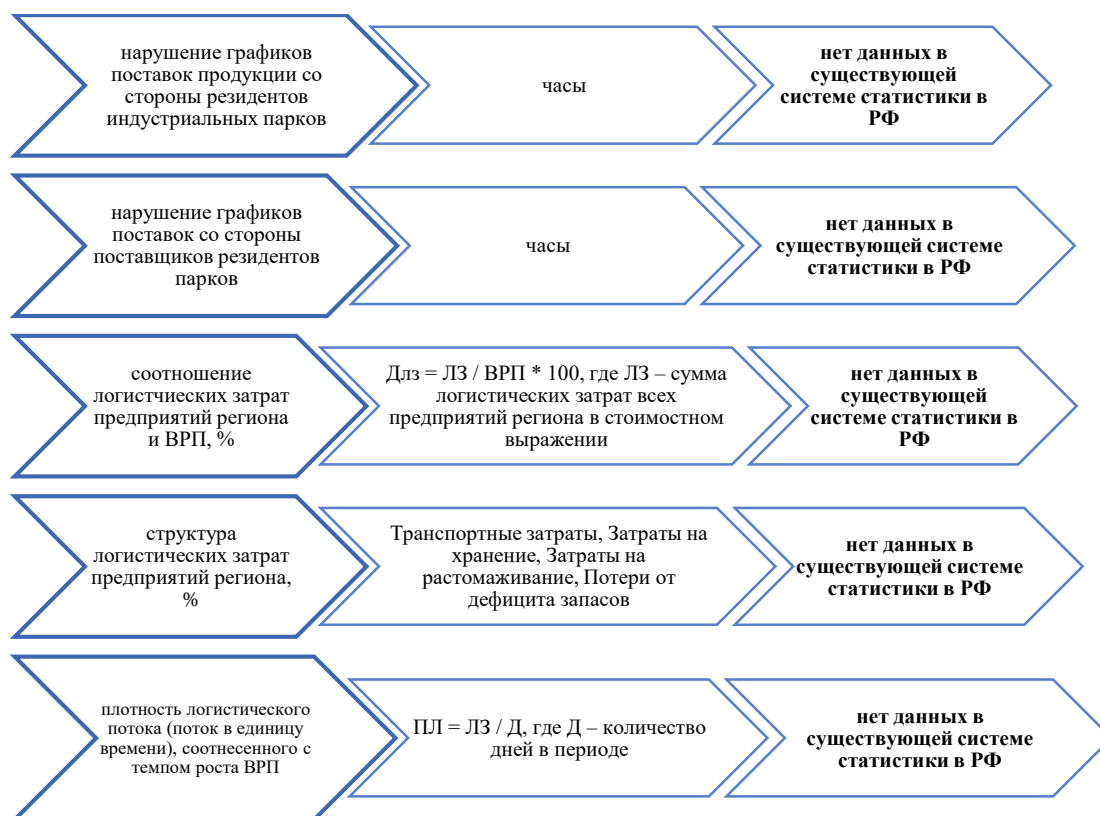 нарушение графиков
поставок продукции со
стороны резидентов
индустриальных парков
часы
нет данных в
существующей
системе статистики в
РФ
нарушение графиков
поставок со стороны
поставщиков резидентов
парков
часы
нет данных в
существующей системе
статистики в РФ
соотношение
логистчиеских затрат
предприятий региона
и ВРП, %
Длз = ЛЗ / ВРП * 100, где ЛЗ – сумма
логистических затрат всех
предприятий региона в стоимостном
выражении
нет данных в
существующей
системе статистики в
РФ
структура
логистических затрат
предприятий региона,
%
Транспортные затраты, Затраты на
хранение, Затраты на
растомаживание, Потери от
дефицита запасов
нет данных в
существующей системе
статистики в РФ
плотность логистического
потока (поток в единицу
времени), соотнесенного с
темпом роста ВРП
ПЛ = ЛЗ / Д, где Д – количество
дней в периоде
нет данных в
существующей системе
статистики в РФ